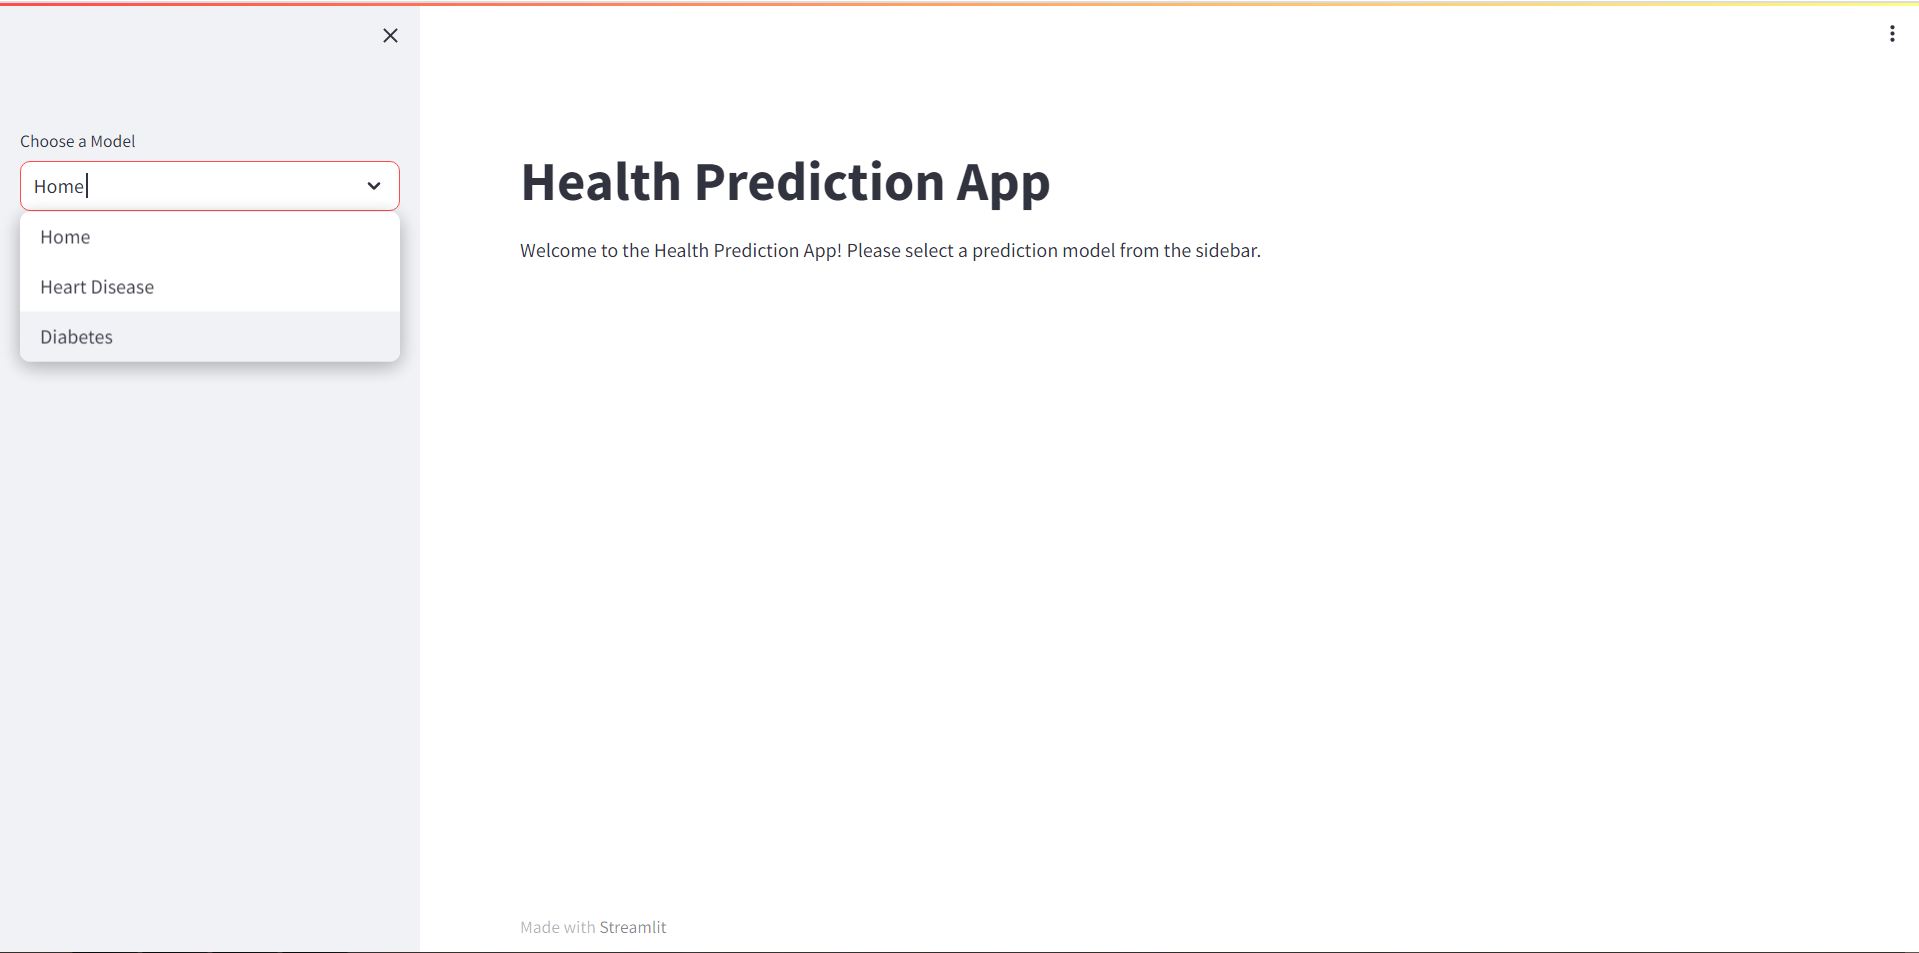 Choose a Model
Home
Home
Heart Disease
Diabetes
Health Prediction App
Welcome to the Health Prediction App! Please select a prediction model from the sidebar.
Made with Streamlit